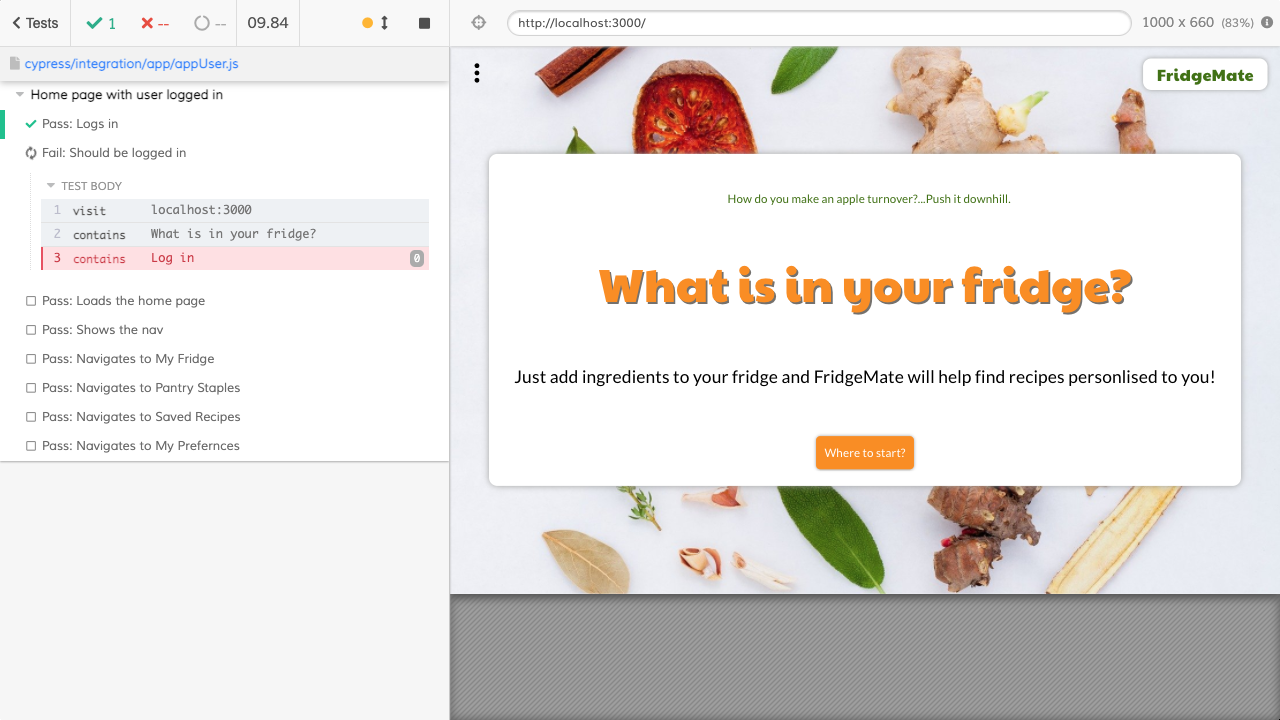 Tests
1
--
--
09.84
http://localhost:3000/
1000 x 660 (83%)
cypress/integration/app/appUser.js
Home page with user logged in
Pass: Logs in
Fail: Should be logged in
TEST BODY
1 visit localhost:3000
2 contains What is in your fridge?
3 contains Log in 0
Pass: Loads the home page
Pass: Shows the nav
Pass: Navigates to My Fridge
Pass: Navigates to Pantry Staples
Pass: Navigates to Saved Recipes
Pass: Navigates to My Prefernces
FridgeMate
How do you make an apple turnover?...Push it downhill.
What is in your fridge?
Just add ingredients to your fridge and FridgeMate will help find recipes personlised to you!
Where to start?